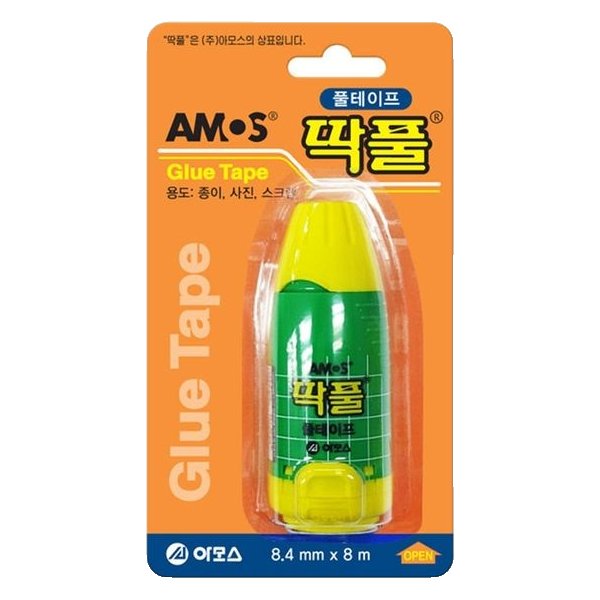 "딱풀"은 (주)아모스의 상표입니다.
풀테이프
AMOS®
딱풀®
Glue Tape
용도: 종이, 사진, 스크랩
Glue Tape
AMOS®
딱풀®
풀테이프
아모스
아모스
8.4 mm x 8 m
OPEN